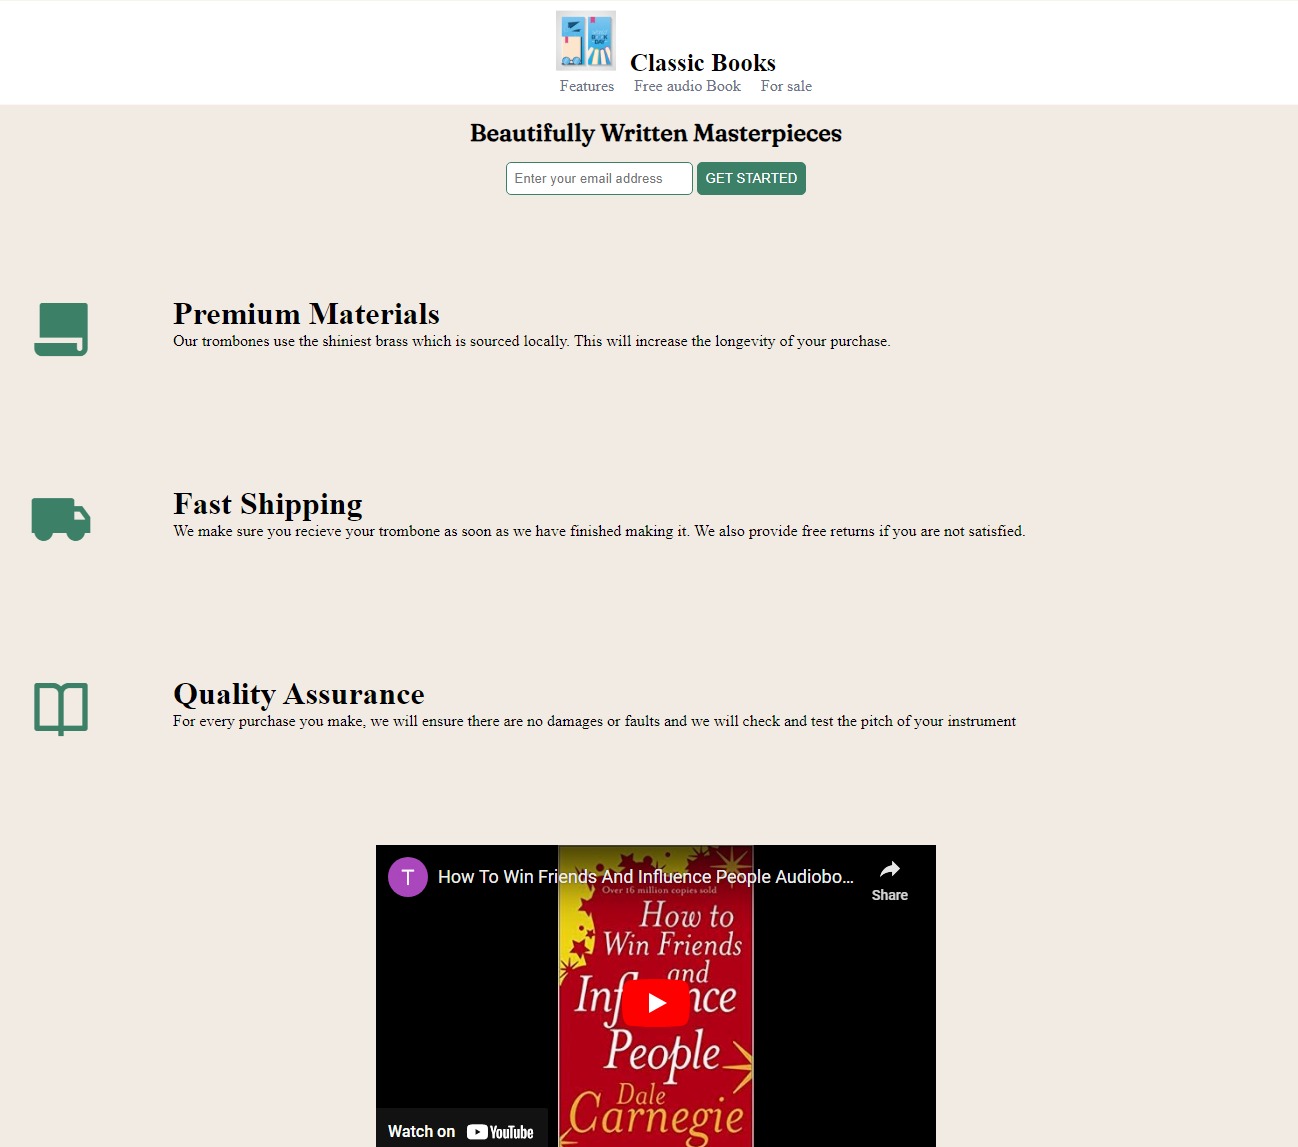 Classic Books
Features Free audio Book For sale
Beautifully Written Masterpieces
Enter your email address GET STARTED
Premium Materials
Our trombones use the shiniest brass which is sourced locally. This will increase the longevity of your purchase.
Fast Shipping
We make sure you recieve your trombone as soon as we have finished making it. We also provide free returns if you are not satisfied.
Quality Assurance
For every purchase you make, we will ensure there are no damages or faults and we will check and test the pitch of your instrument
T How To Win Friends And Influence People Audiobo... Share
Over 16 million copies sold
How to
Win Friends
and
People
Dale
Carnegie
Watch on YouTube